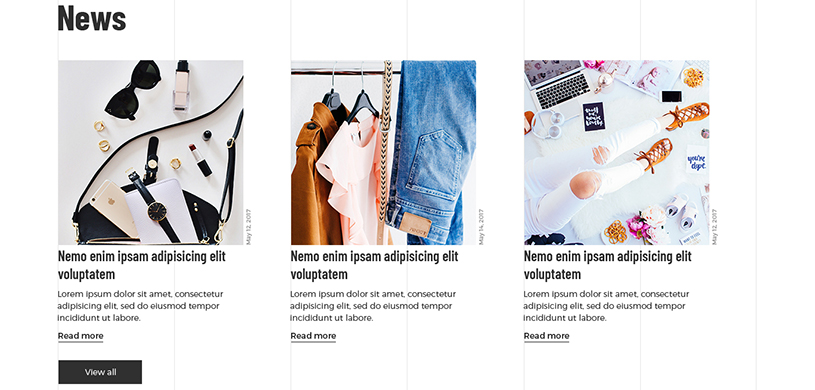 News
May 12, 2017
Nemo enim ipsam adipisicing elit
voluptatem
Lorem ipsum dolor sit amet, consectetur
adipisicing elit, sed do eiusmod tempor
incididunt ut labore.
Read more
May 14, 2017
Nemo enim ipsam adipisicing elit
voluptatem
Lorem ipsum dolor sit amet, consectetur
adipisicing elit, sed do eiusmod tempor
incididunt ut labore.
Read more
you're
dope.
May 12, 2017
Nemo enim ipsam adipisicing elit
voluptatem
Lorem ipsum dolor sit amet, consectetur
adipisicing elit, sed do eiusmod tempor
incididunt ut labore.
Read more
View all